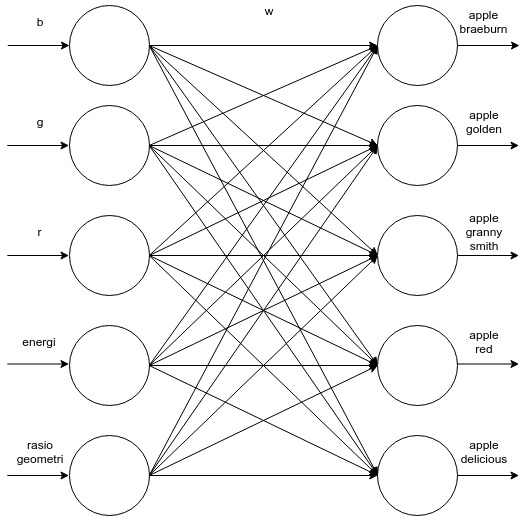 b
w
apple
braeburn
g
apple
golden
r
apple
granny
smith
energi
apple
red
rasio
geometri
apple
delicious